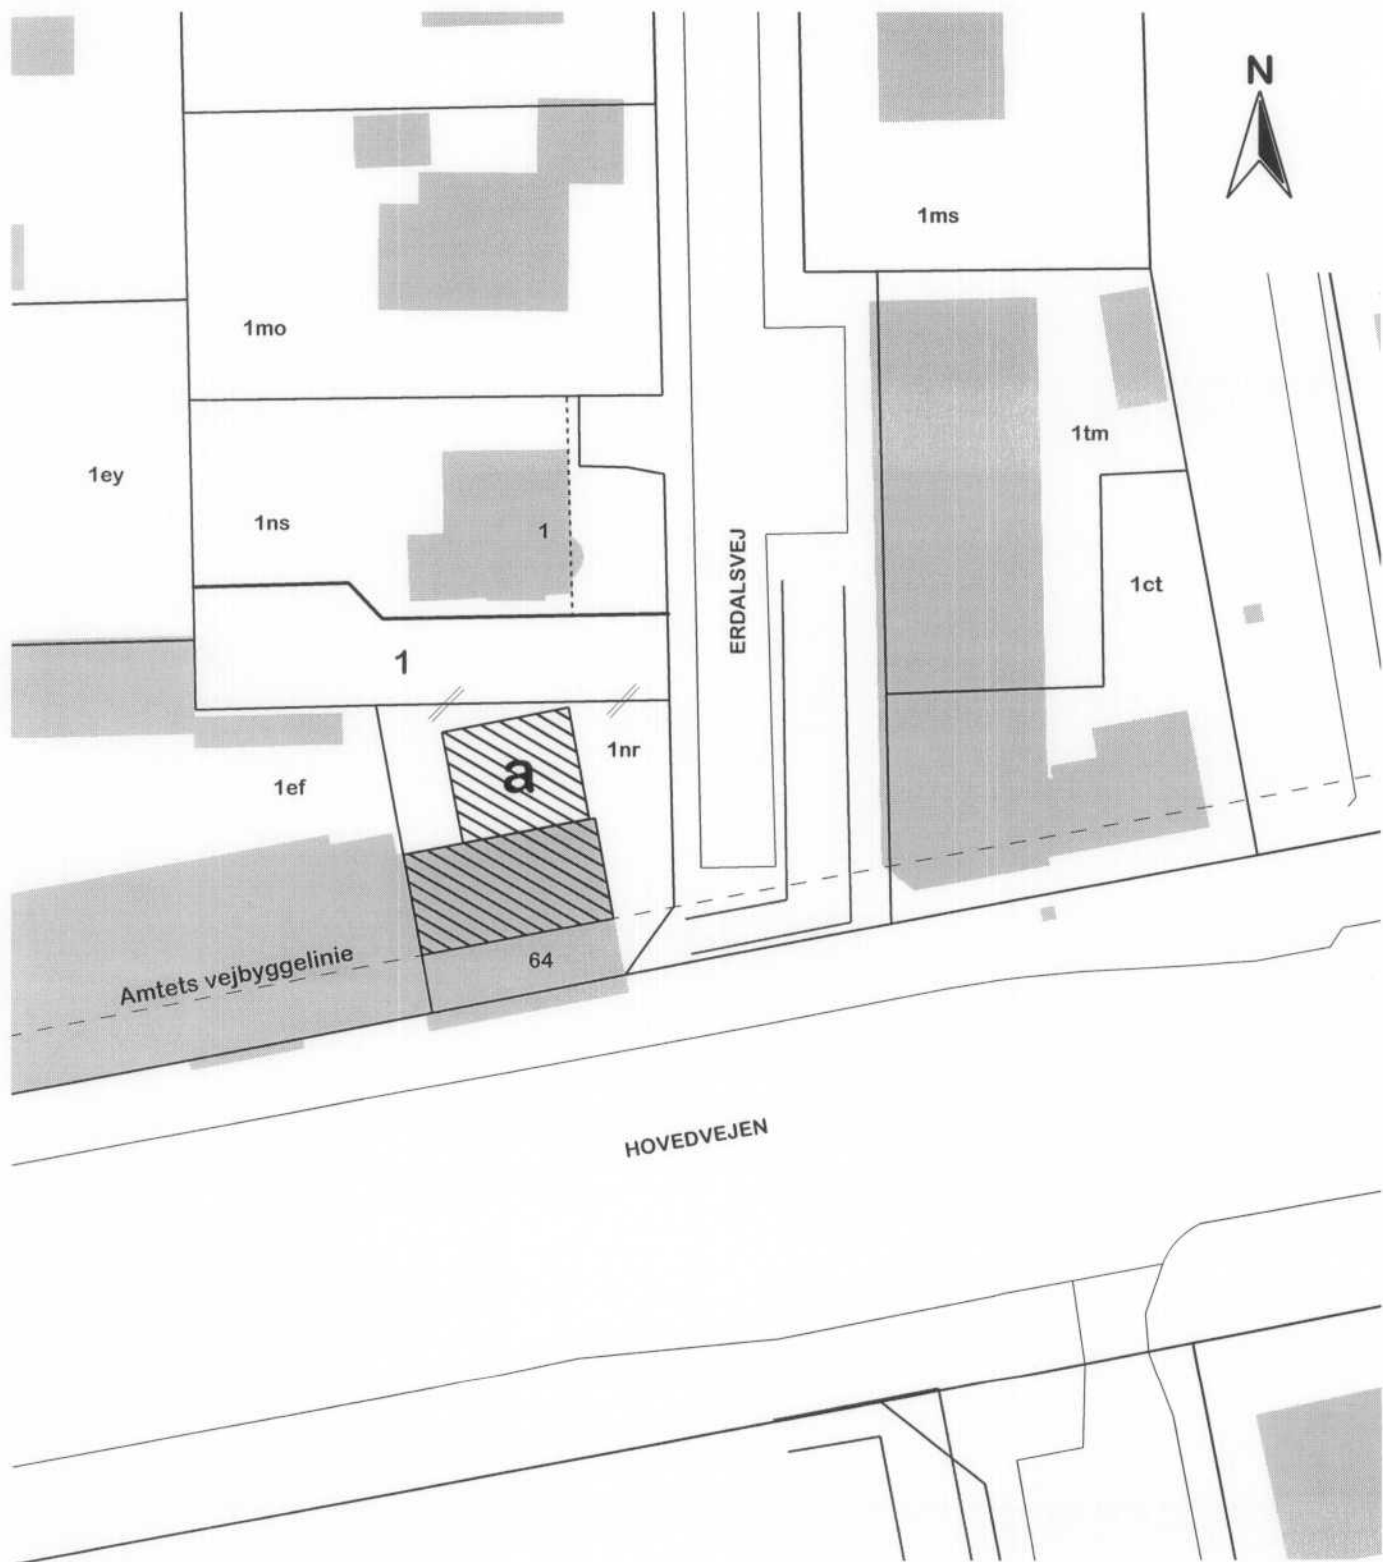 N
1ms
1mo
1tm
1ey
1ns
1
ERDALSVEJ
1ct
1
1nr
a
1ef
Amtets vejbyggelinie
64
HOVEDVEJEN